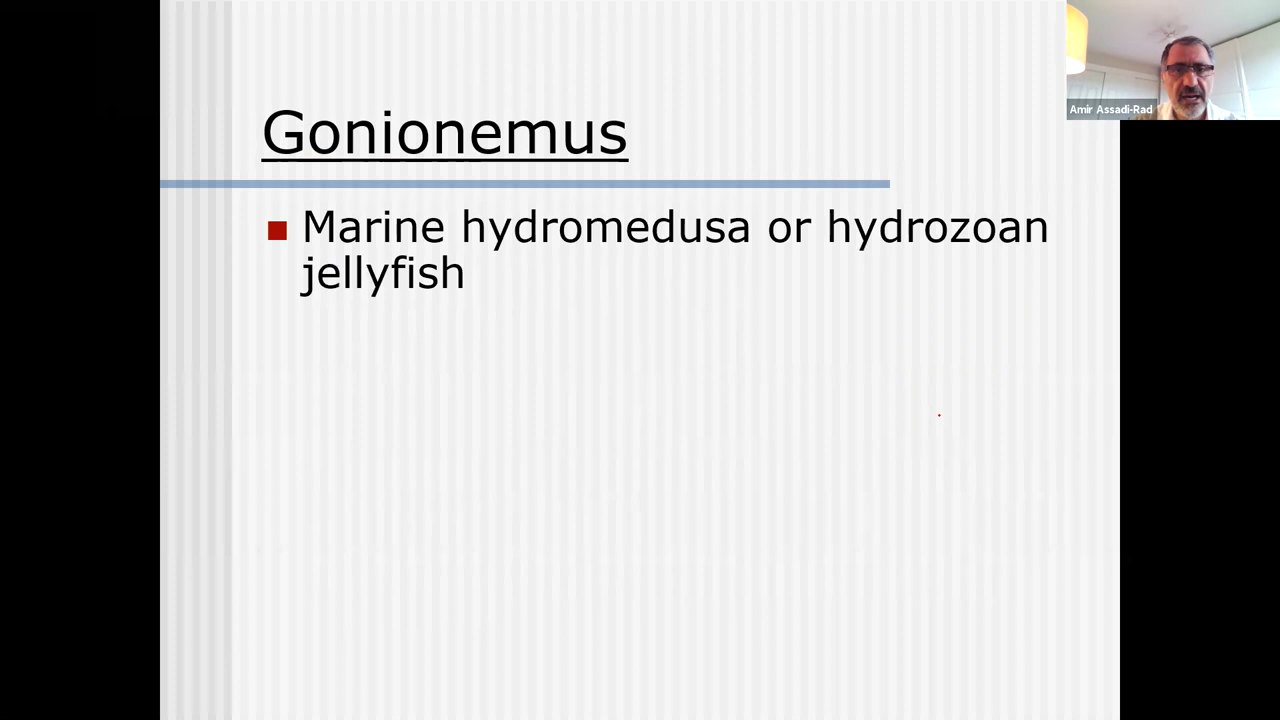 Gonionemus
Marine hydromedusa or hydrozoan
jellyfish
Amir Assadi-Rad